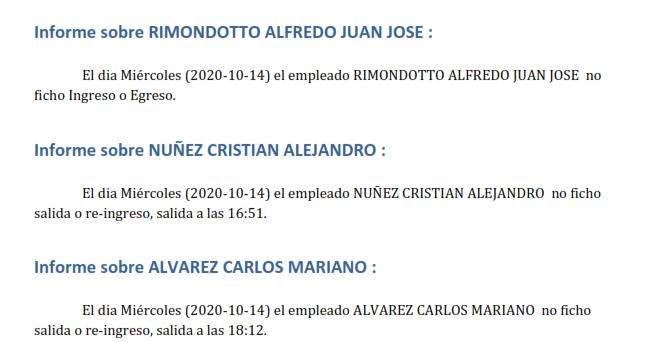 Informe sobre RIMONDOTTO ALFREDO JUAN JOSE :
El dia Miércoles (2020-10-14) el empleado RIMONDOTTO ALFREDO JUAN JOSE  no
ficho Ingreso o Egreso.
Informe sobre NUÑEZ CRISTIAN ALEJANDRO :
El dia Miércoles (2020-10-14) el empleado NUÑEZ CRISTIAN ALEJANDRO  no ficho
salida o re-ingreso, salida a las 16:51.
Informe sobre ALVAREZ CARLOS MARIANO :
El dia Miércoles (2020-10-14) el empleado ALVAREZ CARLOS MARIANO  no ficho
salida o re-ingreso, salida a las 18:12.